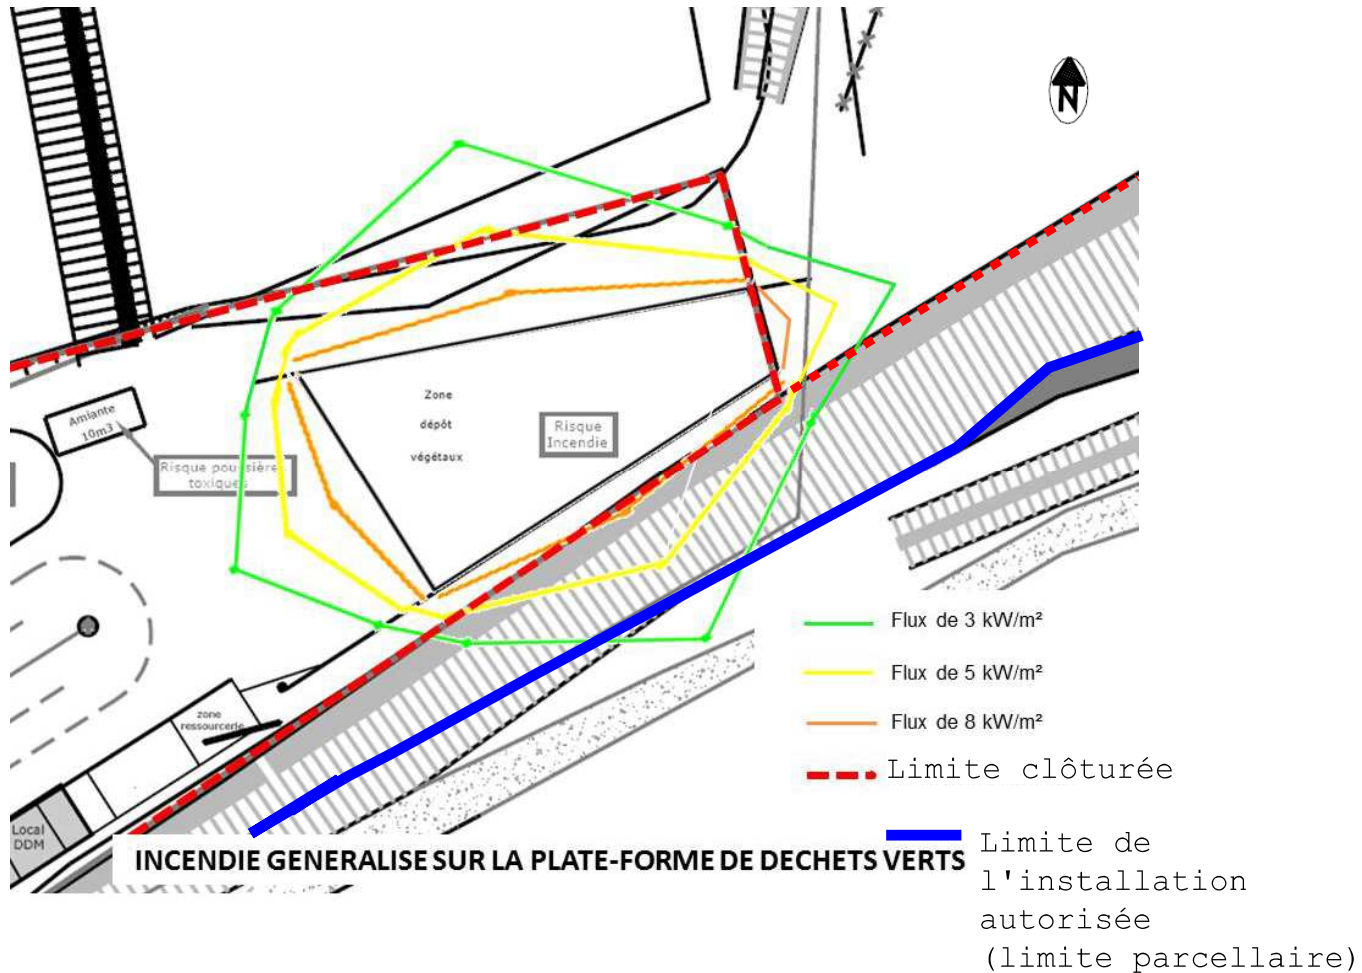 N
Amiante
10m3
Risque poussières
toxiques
Zone
dépôt
végétaux
Risque
Incendie
zone
ressourcerie
Local
DDM
Flux de 3 kW/m²
Flux de 5 kW/m²
Flux de 8 kW/m²
Limite clôturée
Limite de
l'installation
autorisée
(limite parcellaire)
INCENDIE GENERALISE SUR LA PLATE-FORME DE DECHETS VERTS